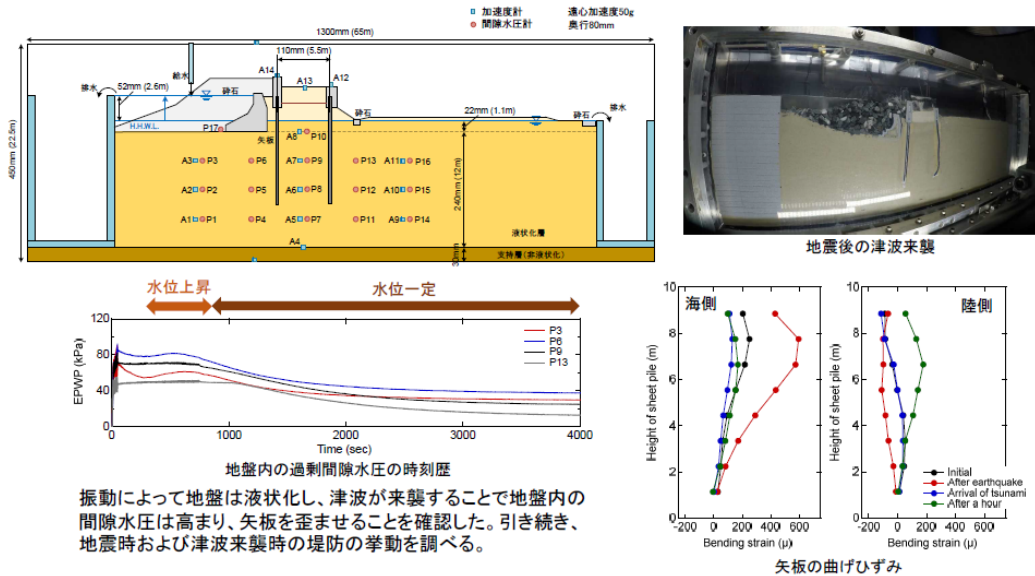 加速度計
間隙水圧計
遠心加速度50g
奥行80mm
1300mm (65m)
110mm (5.5m)
給水
A14
A13
A12
排水
52mm (2.6m)
砕石
砕石
22mm (1.1m)
砕石
排水
H.H.W.L.
P17
矢板
A8
P10
450mm (22.5m)
A3
P3
P6
A7
P9
P13
A11
P16
A2
P2
P5
A6
P8
P12
A10
P15
240mm (12m)
A1
P1
P4
A5
P7
P11
A9
P14
液状化層
A4
支持層(非液状化)
30mm
地震後の津波来襲
水位上昇
水位一定
120
80
40
0
EPWP (kPa)
P3
P6
P9
P13
0
1000
2000
3000
4000
Time (sec)
地盤内の過剰間隙水圧の時刻歴
振動によって地盤は液状化し、津波が来襲することで地盤内の
間隙水圧は高まり、矢板を歪ませることを確認した。引き続き、
地震時および津波来襲時の堤防の挙動を調べる。
海側
10
8
6
4
2
0
Height of sheet pile (m)
-200 0 200 400 600
Bending strain (μ)
陸側
10
8
6
4
2
0
Height of sheet pile (m)
Initial
After earthquake
Arrival of tsunami
After a hour
-200 0 200 400 600
Bending strain (μ)
矢板の曲げひずみ